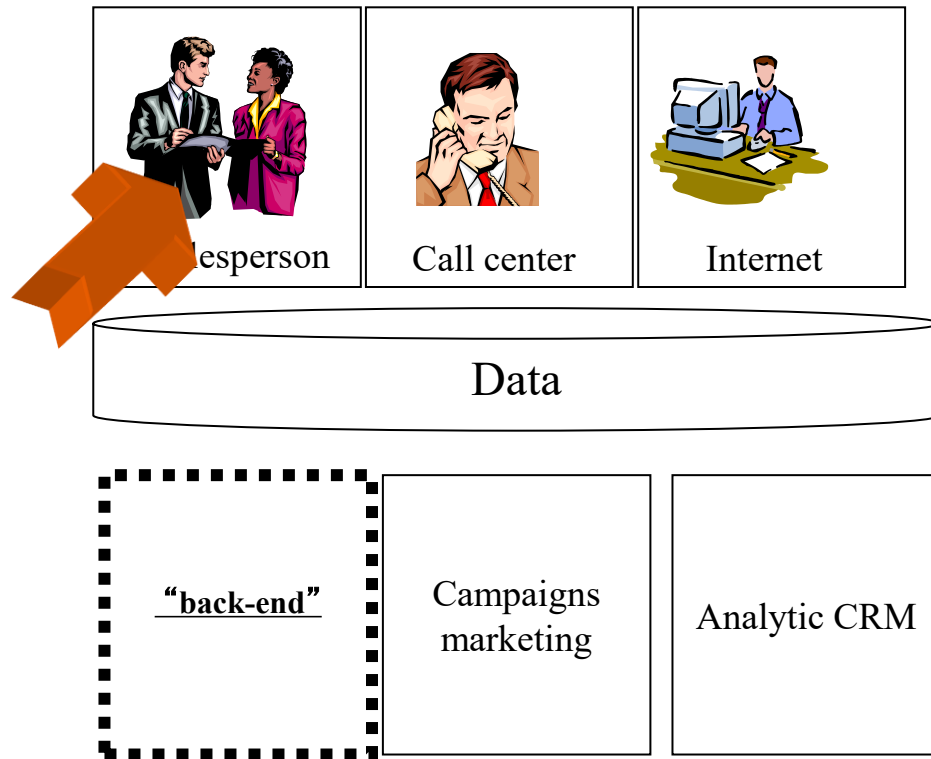 lesperson
Call center
Internet
Data
“back-end”
Campaigns
marketing
Analytic CRM